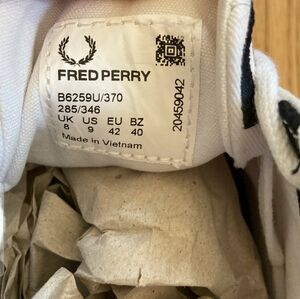 FRED PERRY
B6259U/370
285/346
UK US EU BZ
8 9 42 40
Made in Vietnam
20459042